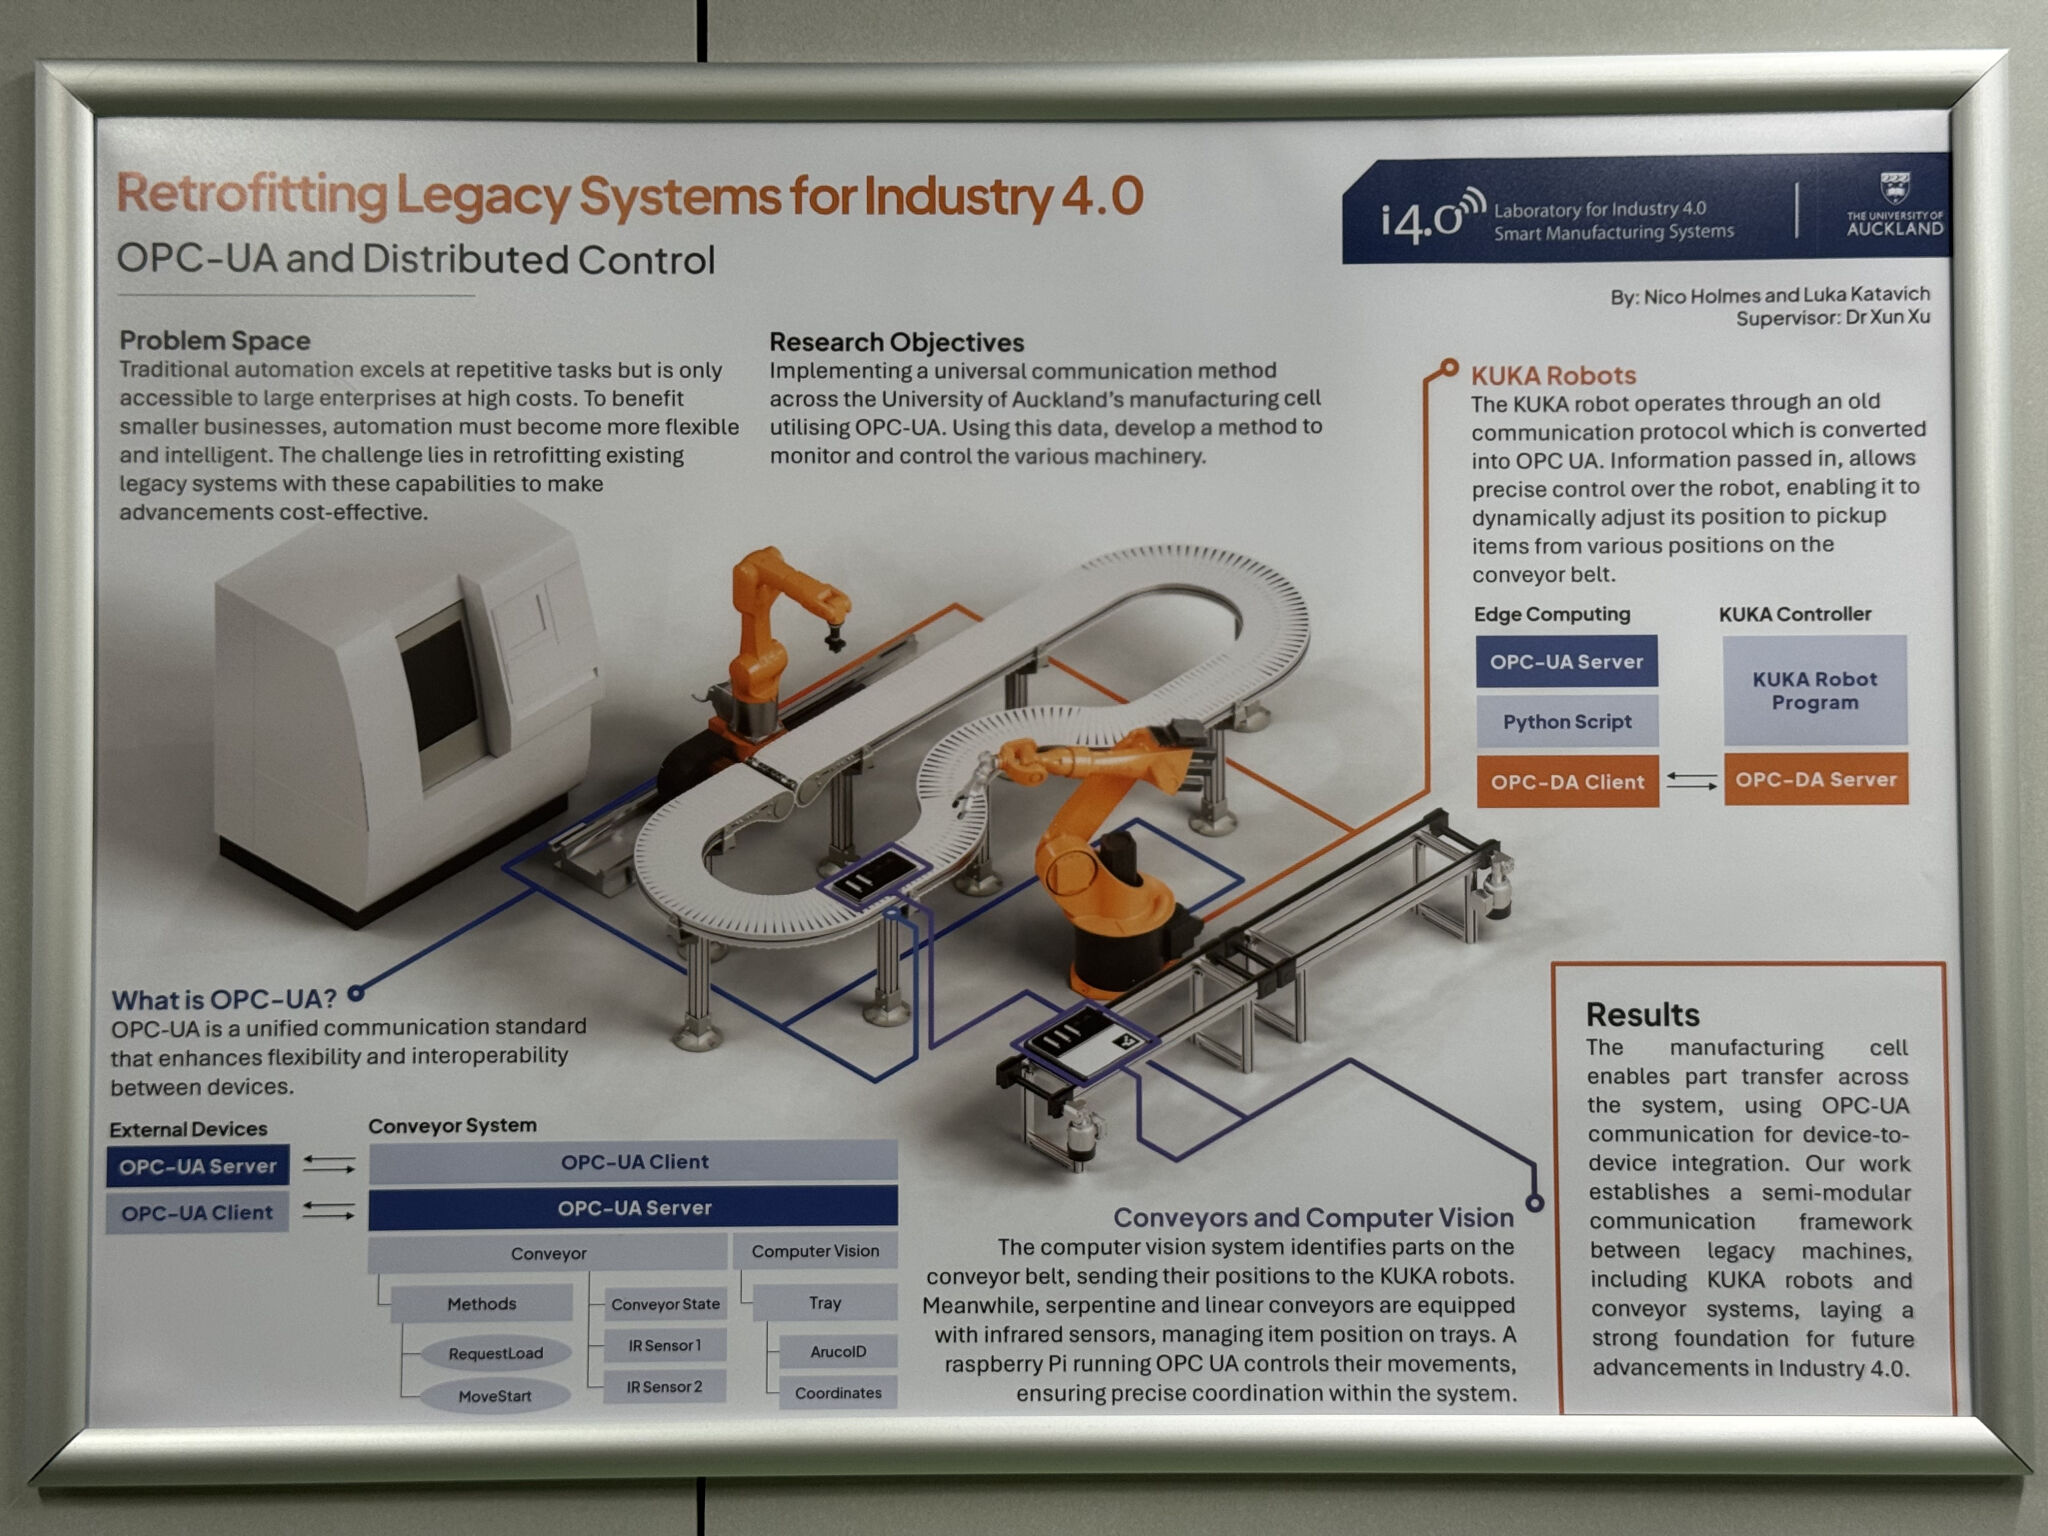 Retrofitting Legacy Systems for Industry 4.0
OPC-UA and Distributed Control
i4.0
Laboratory for Industry 4.0
Smart Manufacturing Systems
THE UNIVERSITY OF
AUCKLAND
By: Nico Holmes and Luka Katavich
Supervisor: Dr Xun Xu
Problem Space
Traditional automation excels at repetitive tasks but is only
accessible to large enterprises at high costs. To benefit
smaller businesses, automation must become more flexible
and intelligent. The challenge lies in retrofitting existing
legacy systems with these capabilities to make
advancements cost-effective.
Research Objectives
Implementing a universal communication method
across the University of Auckland's manufacturing cell
utilising OPC-UA. Using this data, develop a method to
monitor and control the various machinery.
KUKA Robots
The KUKA robot operates through an old
communication protocol which is converted
into OPC UA. Information passed in, allows
precise control over the robot, enabling it to
dynamically adjust its position to pickup
items from various positions on the
conveyor belt.
Edge Computing
OPC-UA Server
Python Script
OPC-DA Client
KUKA Controller
KUKA Robot
Program
OPC-DA Server
What is OPC-UA?
OPC-UA is a unified communication standard
that enhances flexibility and interoperability
between devices.
External Devices
OPC-UA Server
OPC-UA Client
Conveyor System
OPC-UA Client
OPC-UA Server
Conveyor
Methods
RequestLoad
MoveStart
Conveyor State
IR Sensor 1
IR Sensor 2
Computer Vision
Tray
ArucoID
Coordinates
Conveyors and Computer Vision
The computer vision system identifies parts on the
conveyor belt, sending their positions to the KUKA robots.
Meanwhile, serpentine and linear conveyors are equipped
with infrared sensors, managing item position on trays. A
raspberry Pi running OPC UA controls their movements,
ensuring precise coordination within the system.
Results
The manufacturing cell
enables part transfer across
the system, using OPC-UA
communication for device-to-
device integration. Our work
establishes a semi-modular
communication framework
between legacy machines,
including KUKA robots and
conveyor systems, laying a
strong foundation for future
advancements in Industry 4.0.